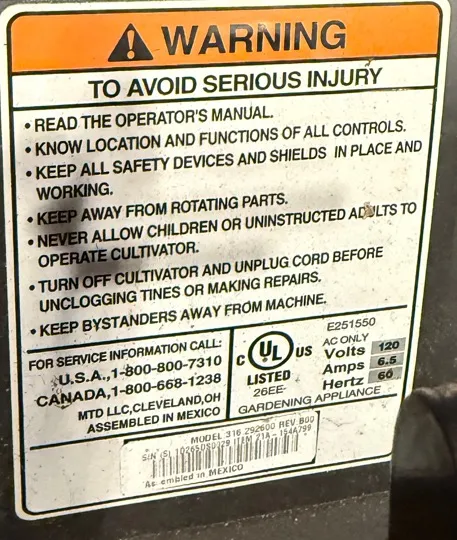 WARNING
TO AVOID SERIOUS INJURY
• READ THE OPERATOR'S MANUAL.
• KNOW LOCATION AND FUNCTIONS OF ALL CONTROLS.
• KEEP ALL SAFETY DEVICES AND SHIELDS IN PLACE AND
WORKING.
• KEEP AWAY FROM ROTATING PARTS.
• NEVER ALLOW CHILDREN OR UNINSTRUCTED ADULTS TO
OPERATE CULTIVATOR.
• TURN OFF CULTIVATOR AND UNPLUG CORD BEFORE
UNCLOGGING TINES OR MAKING REPAIRS.
• KEEP BYSTANDERS AWAY FROM MACHINE.
FOR SERVICE INFORMATION CALL:
U.S.A.,1-800-800-7310
CANADA,1-800-668-1238
MTD LLC,CLEVELAND,OH
ASSEMBLED IN MEXICO
C UL US
LISTED
26EE
GARDENING APPLIANCE
E251550
AC ONLY
Volts 120
Amps 6.5
Hertz 60
MODEL 316.292600 REV B00
S/N (S) ITEM 21A-154A799
Assembled in MEXICO